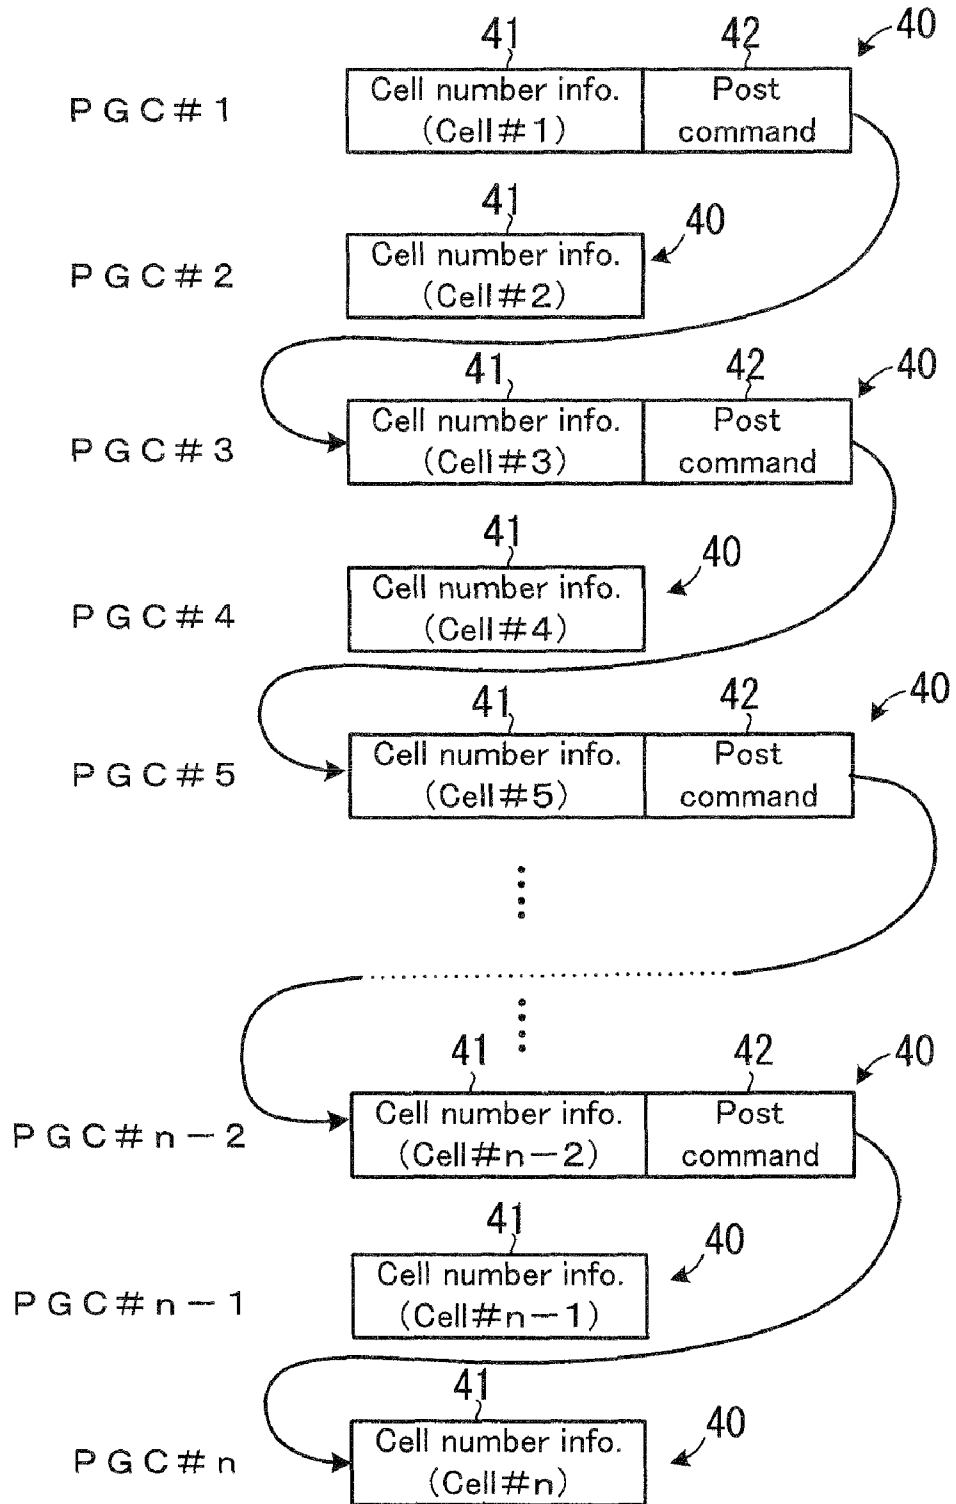 41 42 40
PGC#1 Cell number info. Post
(Cell#1) command
41 40
PGC#2 Cell number info.
(Cell#2)
41 42 40
PGC#3 Cell number info. Post
(Cell#3) command
41 40
PGC#4 Cell number info.
(Cell#4)
41 42 40
PGC#5 Cell number info. Post
(Cell#5) command
41 42 40
PGC#n-2 Cell number info. Post
(Cell#n-2) command
41 40
PGC#n-1 Cell number info.
(Cell#n-1)
41 40
PGC#n Cell number info.
(Cell#n)